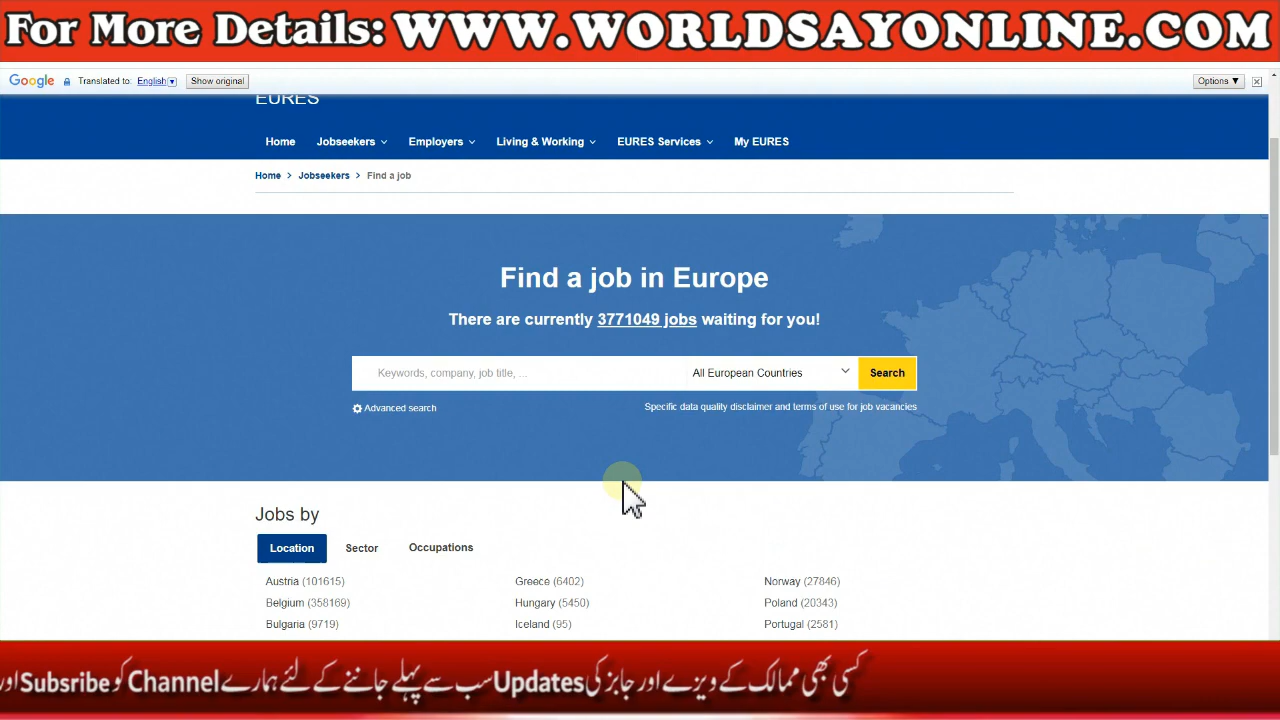 For More Details: WWW.WORLDSAYONLINE.COM
Google Translated to: English Show original Options ▼
EURES
Home Jobseekers Employers Living & Working EURES Services My EURES
Home > Jobseekers > Find a job
Find a job in Europe
There are currently 3771049 jobs waiting for you!
Keywords, company, job title, ... All European Countries Search
Advanced search Specific data quality disclaimer and terms of use for job vacancies
Jobs by
Location Sector Occupations
Austria (101615) Greece (6402) Norway (27846)
Belgium (358169) Hungary (5450) Poland (20343)
Bulgaria (9719) Iceland (95) Portugal (2581)
کسی بھی ممالک کے ویزے اور جابز کی Updates سب سے پہلے جاننے کے لئے ہمارے Channel کو Subsribe اور